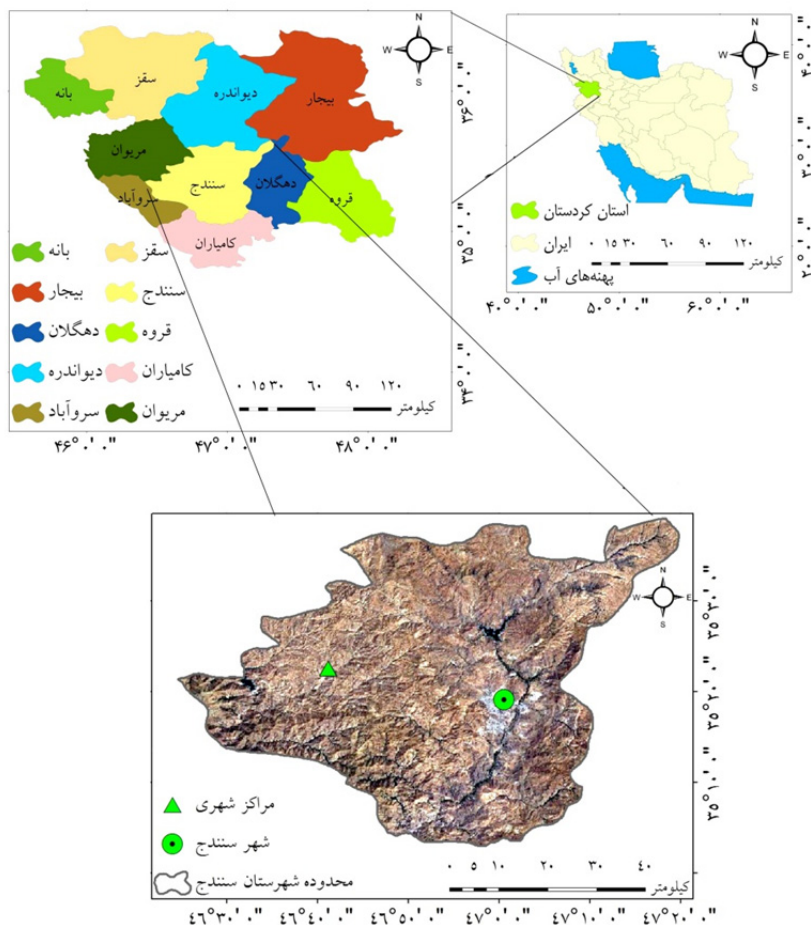 N
W E
S
سقز
بانه
دیواندره
بیجار
مریوان
سنندج
دهگلان
سروآباد
قروه
کامیاران
بانه
سقز
بیجار
سنندج
دهگلان
قروه
دیواندره
کامیاران
سروآباد
مریوان
۰ ۱۵ ۳۰ ۶۰ ۹۰ ۱۲۰
کیلومتر
۳۶°۰'۰"
۳۵°۰'۰"
۳۴°۰'۰"
۴۶°۰'۰"
۴۷°۰'۰"
۴۸°۰'۰"
N
W E
S
استان کردستان
ایران
پهنه‌های آب
۰ ۱۵ ۳۰ ۶۰ ۹۰ ۱۲۰
کیلومتر
۴۰°۰'۰"
۳۰°۰'۰"
۲۰°۰'۰"
۴۰°۰'۰"
۵۰°۰'۰"
۶۰°۰'۰"
N
W E
S
مراکز شهری
شهر سنندج
محدوده شهرستان سنندج
۰ ۵ ۱۰ ۲۰ ۳۰ ۴۰
کیلومتر
۳۵°۳۰'۰"
۳۵°۲۰'۰"
۳۵°۱۰'۰"
۴۶°۳۰'۰"
۴۶°۴۰'۰"
۴۶°۵۰'۰"
۴۷°۰'۰"
۴۷°۱۰'۰"
۴۷°۲۰'۰"